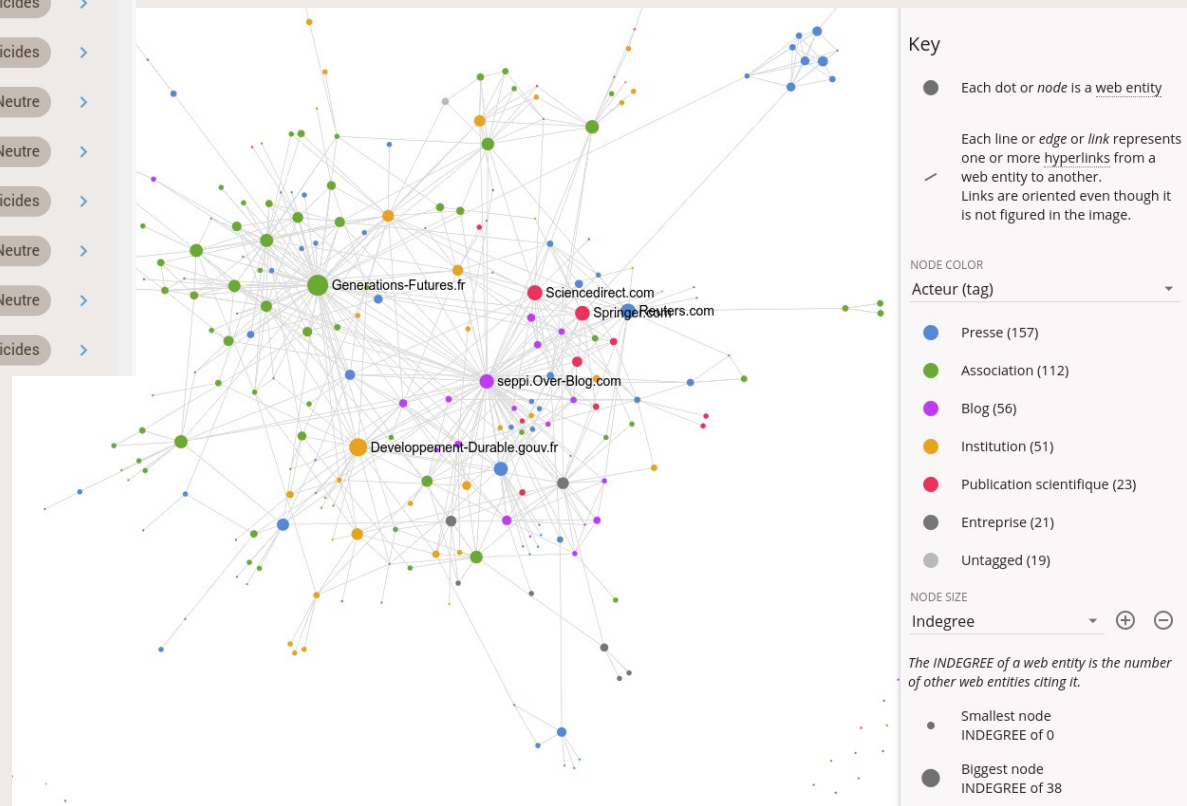 icides
icides
Neutre
Neutre
icides
Neutre
Neutre
icides
Generations-Futures.fr
Sciencedirect.com
Springer.com
Reuters.com
seppi.Over-Blog.com
Developpement-Durable.gouv.fr
Key
Each dot or node is a web entity
Each line or edge or link represents
one or more hyperlinks from a
web entity to another.
Links are oriented even though it
is not figured in the image.
NODE COLOR
Acteur (tag)
Presse (157)
Association (112)
Blog (56)
Institution (51)
Publication scientifique (23)
Entreprise (21)
Untagged (19)
NODE SIZE
Indegree
The INDEGREE of a web entity is the number
of other web entities citing it.
Smallest node
INDEGREE of 0
Biggest node
INDEGREE of 38